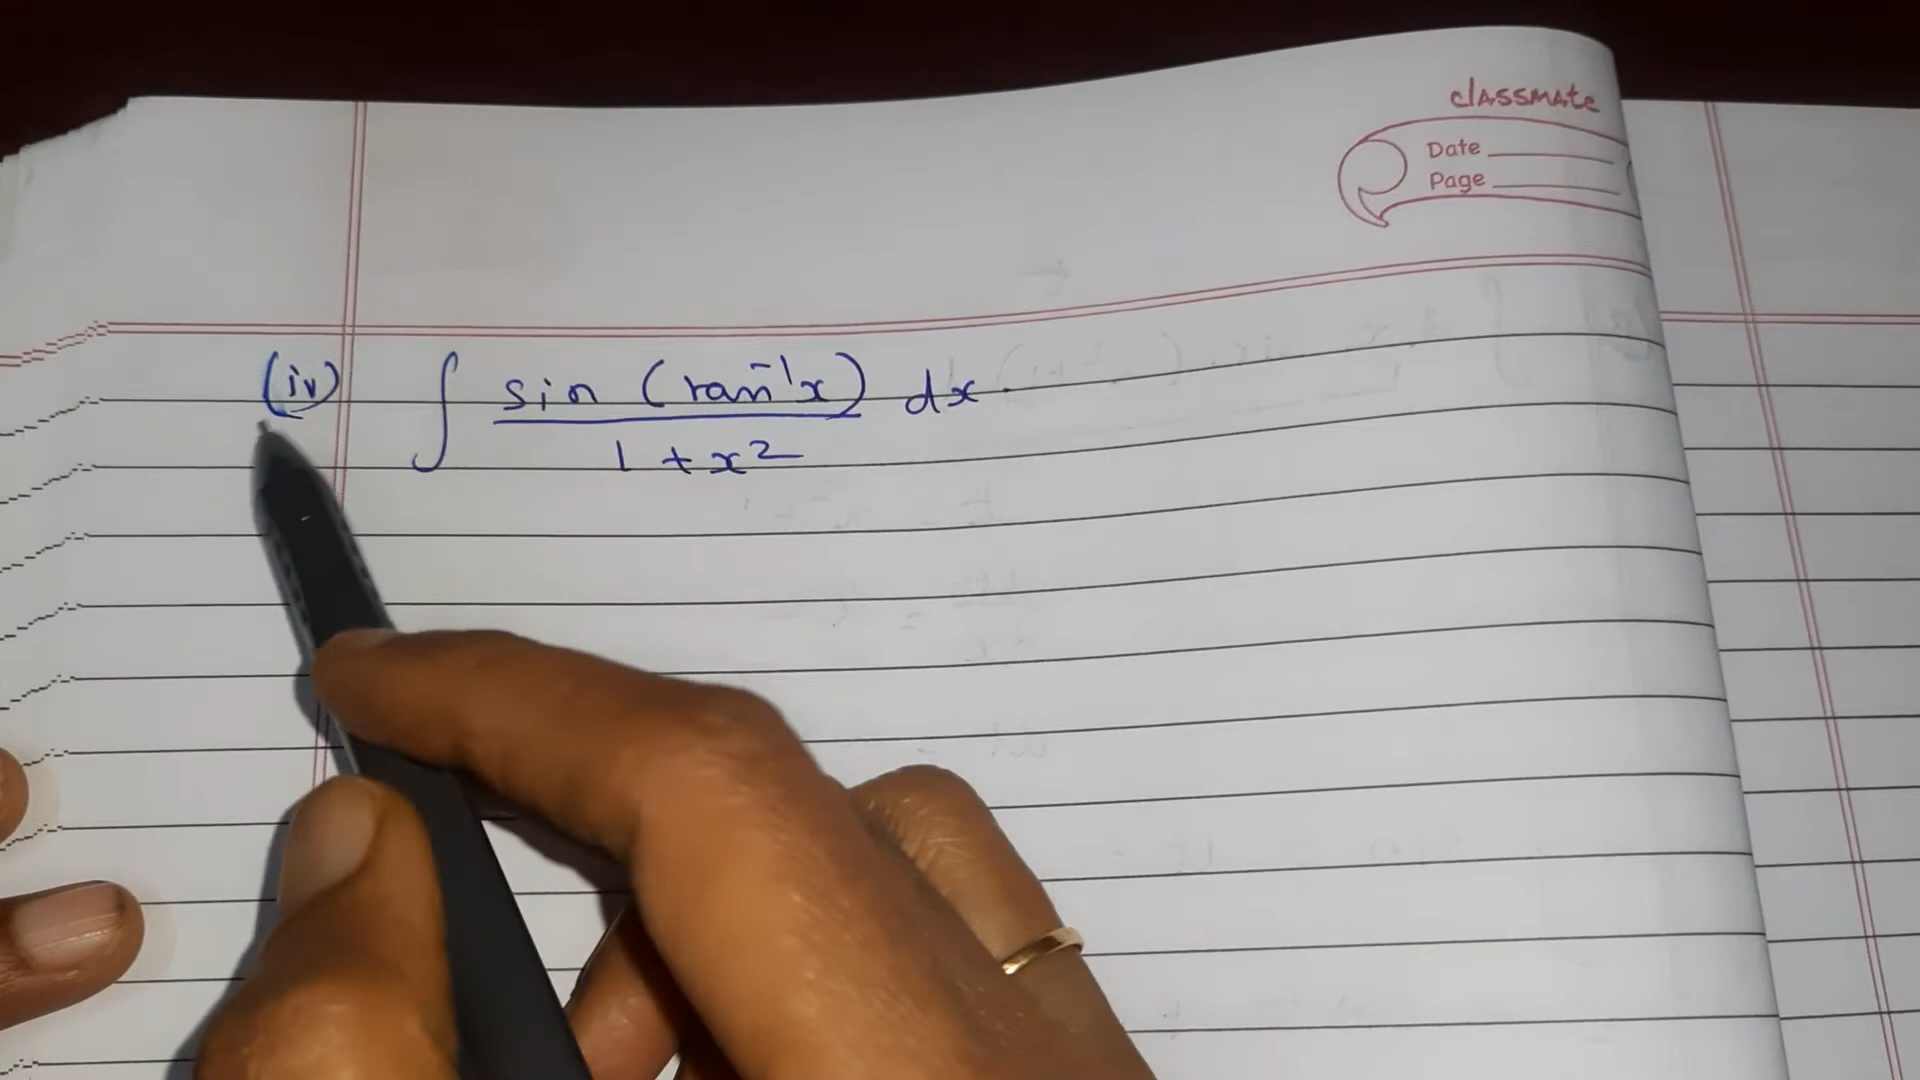 classmate
Date
Page
(iv) ∫ sin (tan⁻¹x) dx
1 + x²